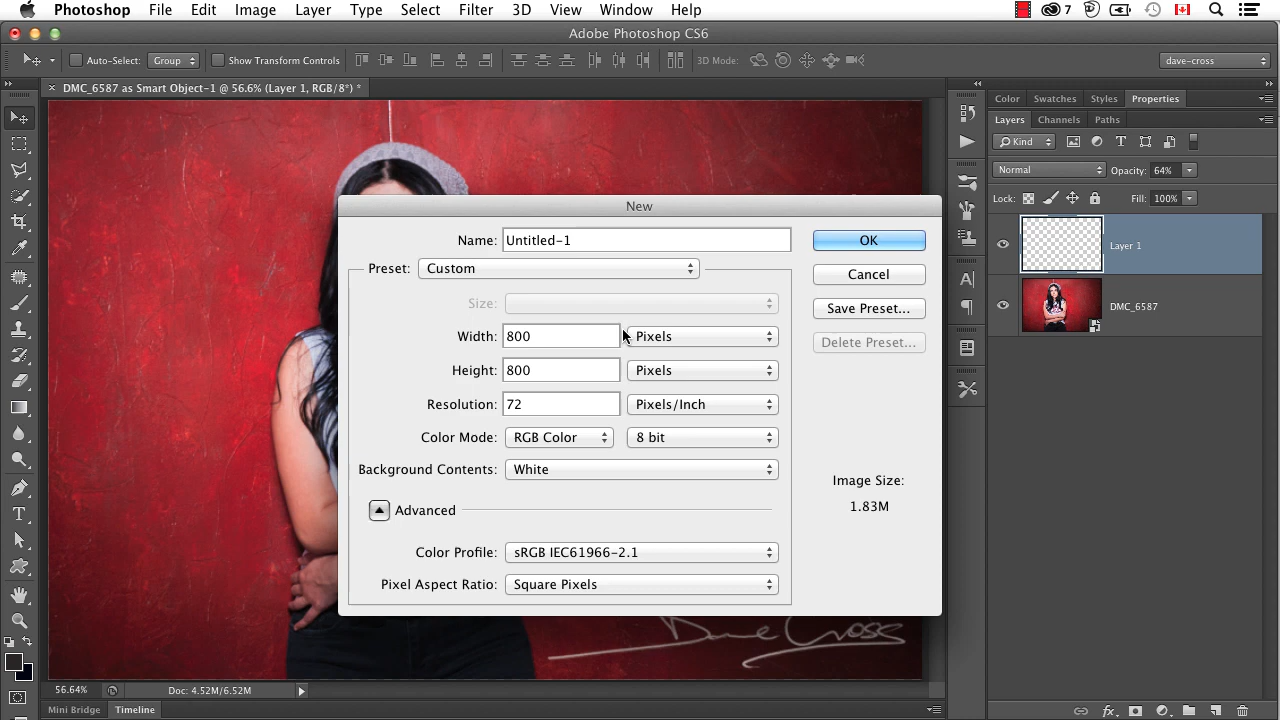 Photoshop File Edit Image Layer Type Select Filter 3D View Window Help 7
Adobe Photoshop CS6
Auto-Select: Group Show Transform Controls 3D Mode: dave-cross
× DMC_6587 as Smart Object-1 @ 56.6% (Layer 1, RGB/8*) *
Color Swatches Styles Properties
Layers Channels Paths
Kind
Normal Opacity: 64%
Lock: Fill: 100%
Layer 1
DMC_6587
New
Name: Untitled-1
Preset: Custom
Size:
Width: 800 Pixels
Height: 800 Pixels
Resolution: 72 Pixels/Inch
Color Mode: RGB Color 8 bit
Background Contents: White
Advanced
Color Profile: sRGB IEC61966-2.1
Pixel Aspect Ratio: Square Pixels
OK
Cancel
Save Preset...
Delete Preset...
Image Size:
1.83M
Dave Cross
56.64% Doc: 4.52M/6.52M
Mini Bridge Timeline